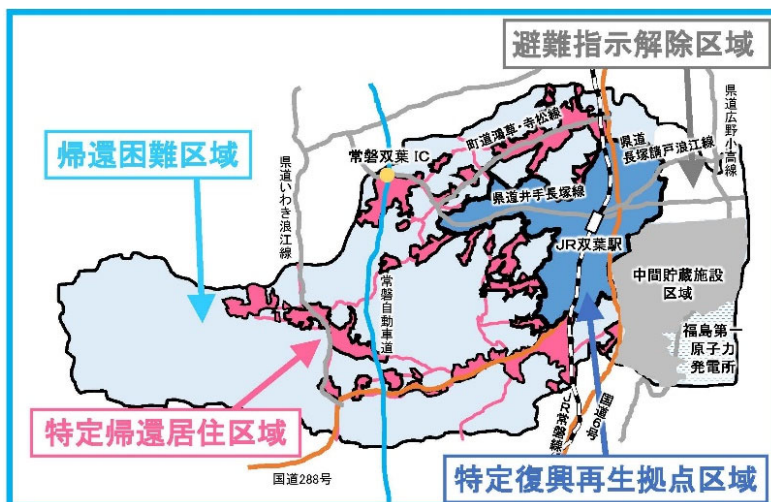 避難指示解除区域
帰還困難区域
県道いわき浪江線
常磐双葉 IC
町道鴻草・寺松線
県道
長塚請戸浪江線
県道広野小高線
県道井手長塚線
JR双葉駅
常磐自動車道
中間貯蔵施設
区域
福島第一
原子力
発電所
特定帰還居住区域
国道288号
JR常磐線
国道6号
特定復興再生拠点区域